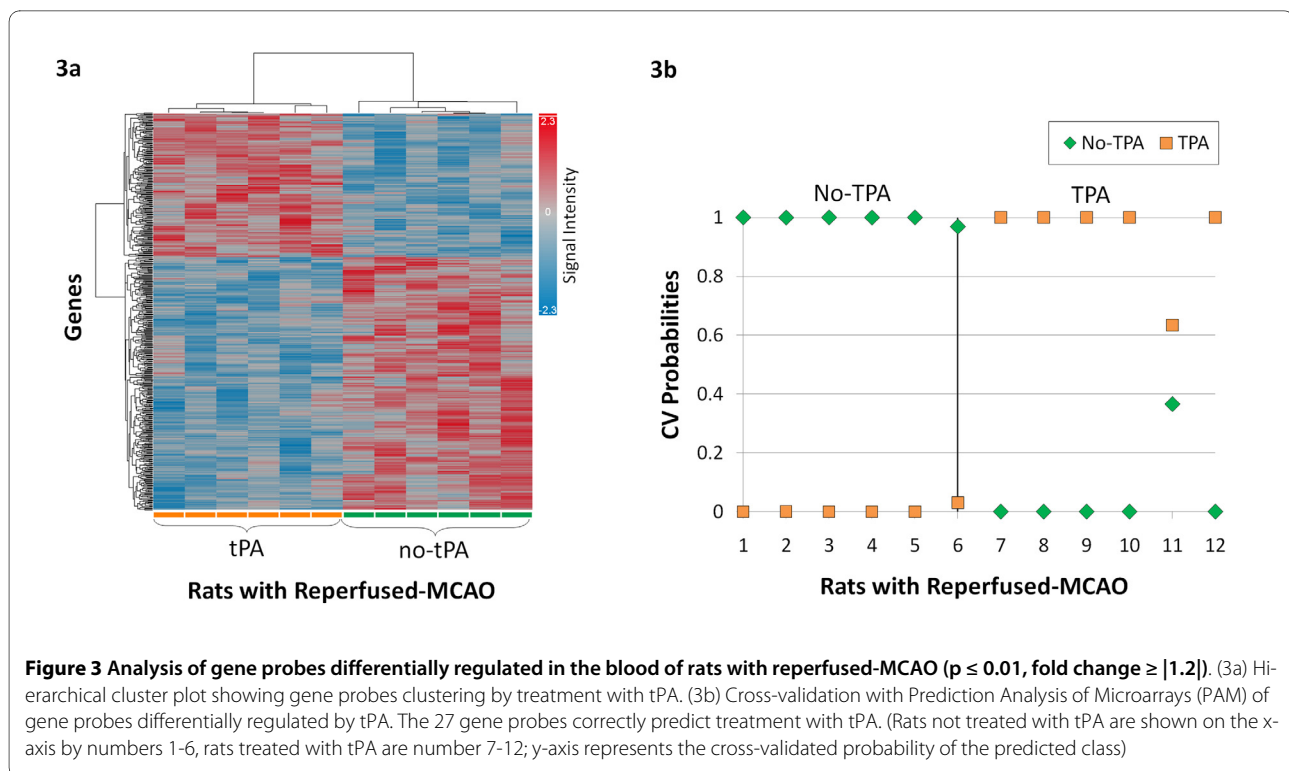 3a
Genes
2.3
0
2.3
Signal Intensity
tPA
no-tPA
Rats with Reperfused-MCAO
3b
No-TPA
TPA
No-TPA
TPA
CV Probabilities
1
0.8
0.6
0.4
0.2
0
1 2 3 4 5 6 7 8 9 10 11 12
Rats with Reperfused-MCAO
Figure 3 Analysis of gene probes differentially regulated in the blood of rats with reperfused-MCAO (p ≤ 0.01, fold change ≥ |1.2|). (3a) Hi-
erarchical cluster plot showing gene probes clustering by treatment with tPA. (3b) Cross-validation with Prediction Analysis of Microarrays (PAM) of
gene probes differentially regulated by tPA. The 27 gene probes correctly predict treatment with tPA. (Rats not treated with tPA are shown on the x-
axis by numbers 1-6, rats treated with tPA are number 7-12; y-axis represents the cross-validated probability of the predicted class)